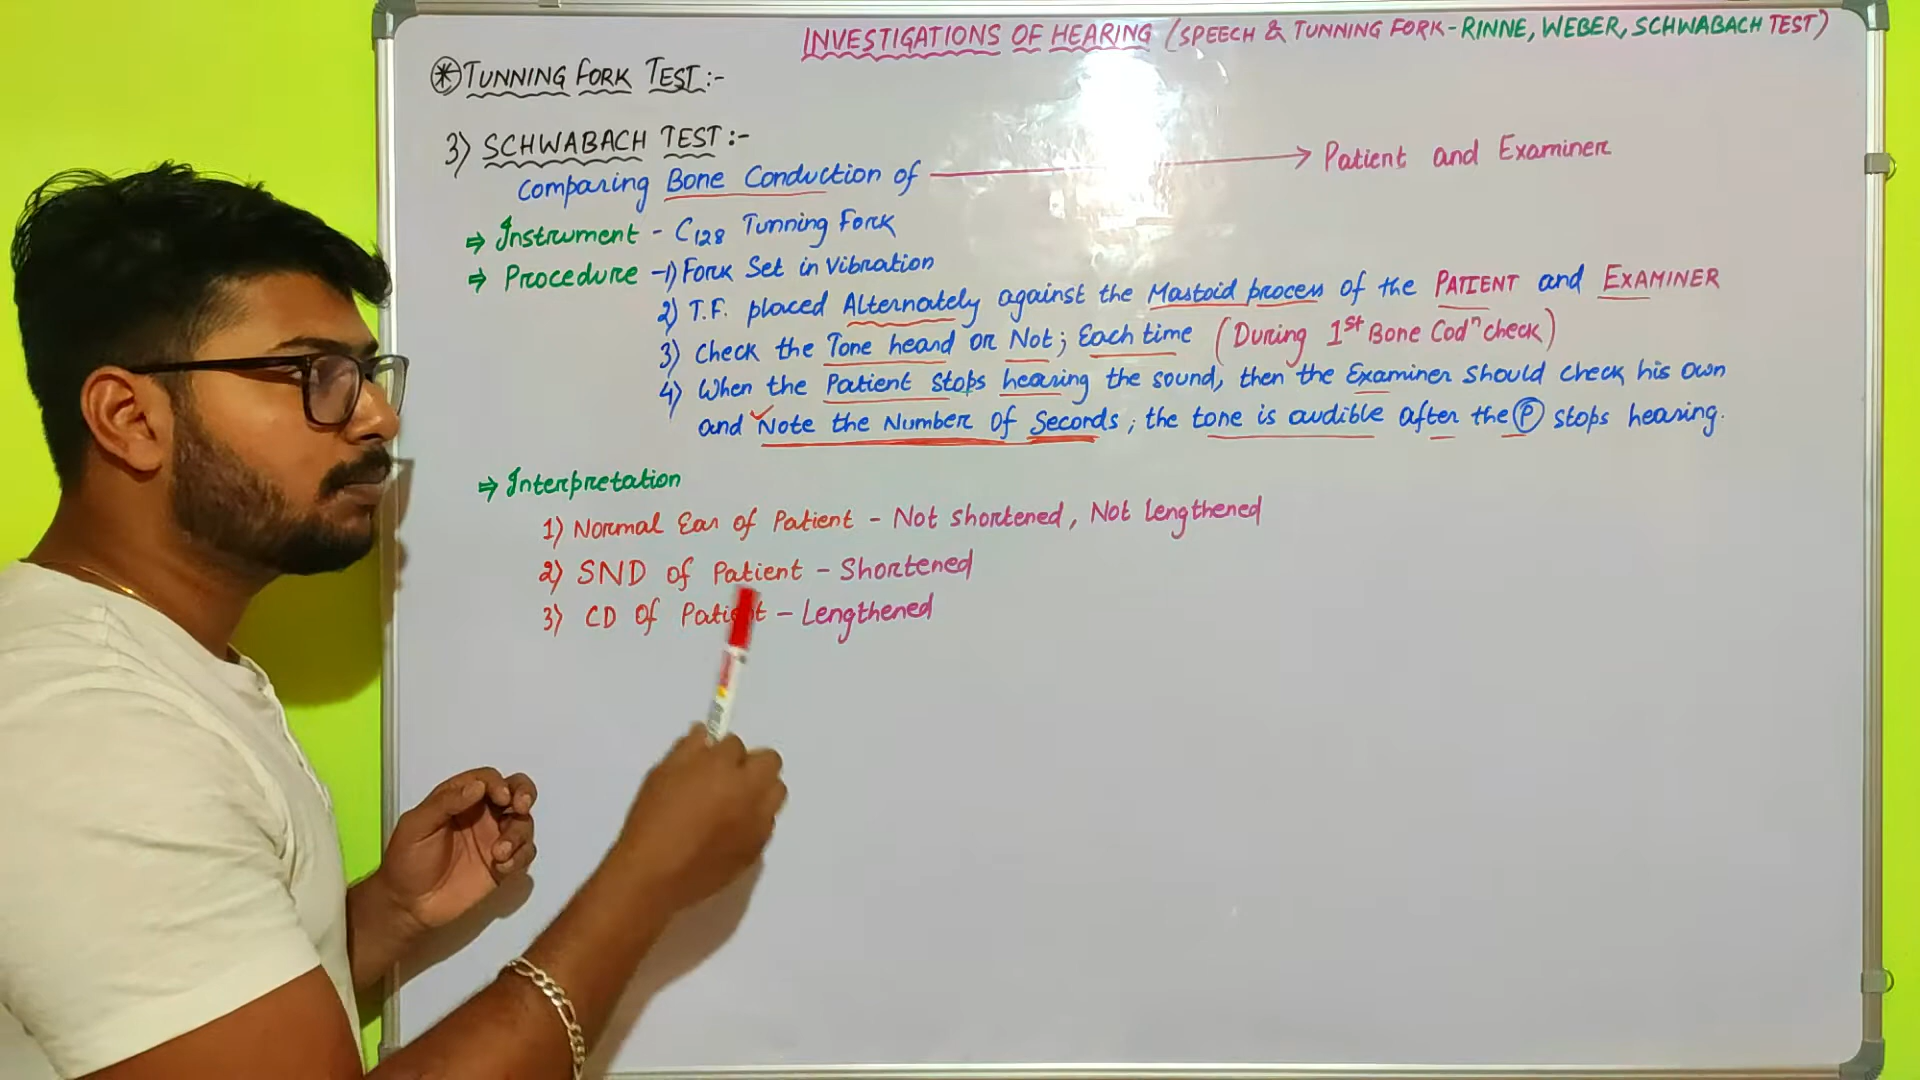 INVESTIGATIONS OF HEARING (SPEECH & TUNNING FORK-RINNE, WEBER, SCHWABACH TEST)
* TUNNING FORK TEST:-
3) SCHWABACH TEST:-
Comparing Bone Conduction of → Patient and Examiner
⇒ Instrument - C128 Tunning Fork
⇒ Procedure -1) Fork Set in Vibration
2) T.F. placed Alternately against the Mastoid process of the PATIENT and EXAMINER
3) Check the Tone heard or Not; Each time (During 1st Bone Codn check)
4) When the Patient stops hearing the sound, then the Examiner should check his own
and Note the Number of Seconds; the tone is audible after the P stops hearing.
⇒ Interpretation
1) Normal Ear of Patient - Not shortened, Not Lengthened
2) SND of Patient - Shortened
3) CD of Patient - Lengthened